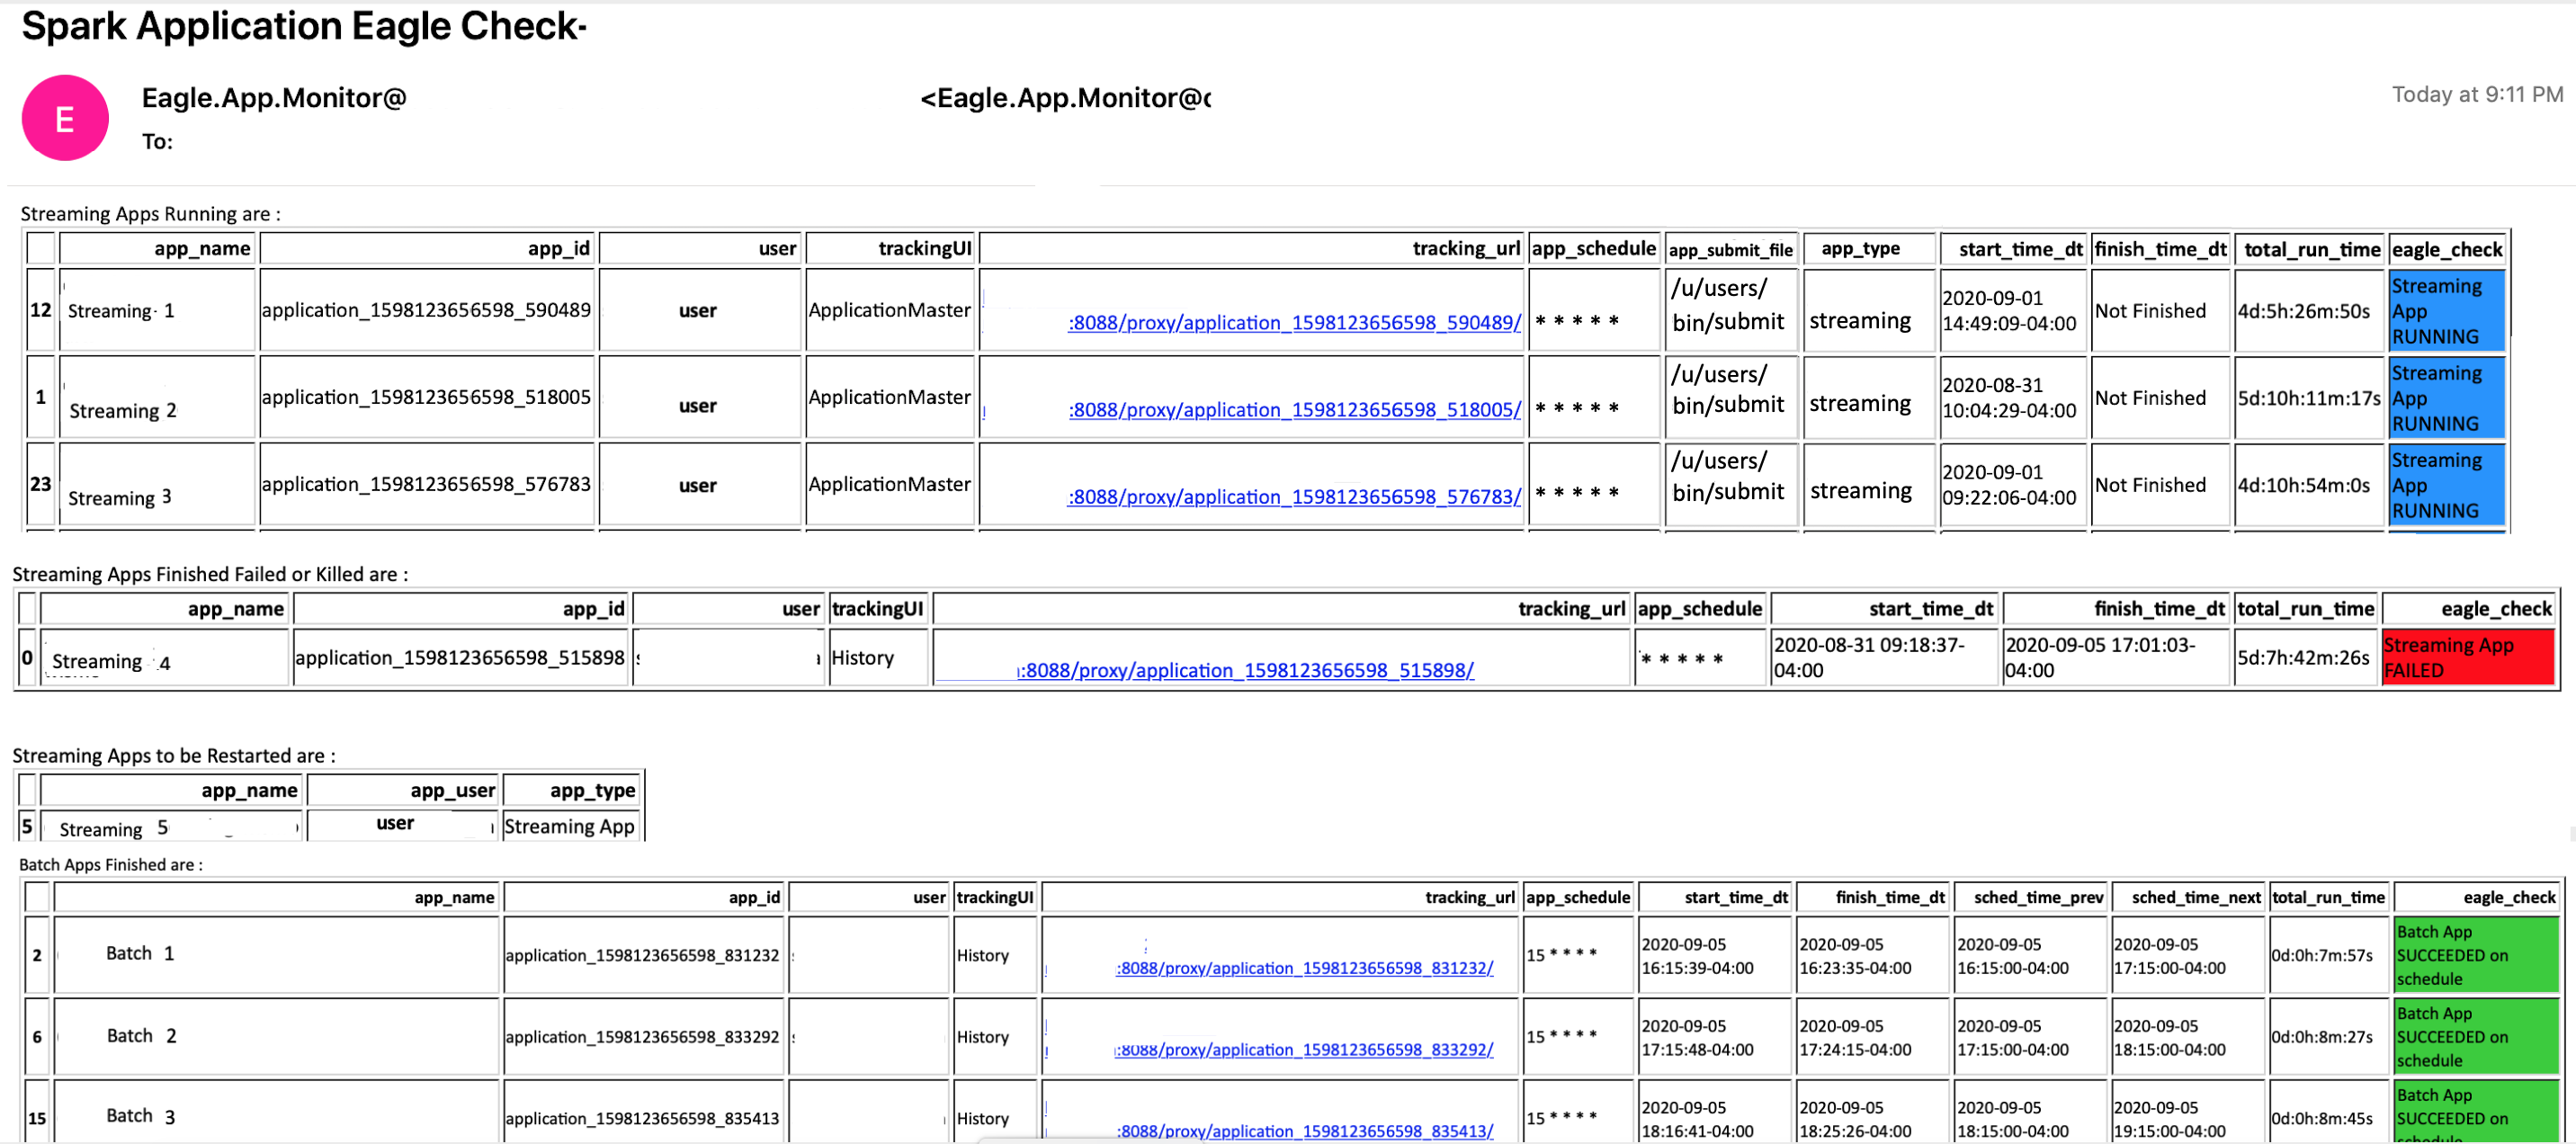 Spark Application Eagle Check-
E
Eagle.App.Monitor@ <Eagle.App.Monitor@
Today at 9:11 PM
To:
Streaming Apps Running are :
app_name app_id user trackingUI tracking_url app_schedule app_submit_file app_type start_time_dt finish_time_dt total_run_time eagle_check
12 Streaming 1 application_1598123656598_590489 user ApplicationMaster :8088/proxy/application_1598123656598_590489/ * * * * * /u/users/ bin/submit streaming 2020-09-01 14:49:09-04:00 Not Finished 4d:5h:26m:50s Streaming App RUNNING
1 Streaming 2 application_1598123656598_518005 user ApplicationMaster :8088/proxy/application_1598123656598_518005/ * * * * * /u/users/ bin/submit streaming 2020-08-31 10:04:29-04:00 Not Finished 5d:10h:11m:17s Streaming App RUNNING
23 Streaming 3 application_1598123656598_576783 user ApplicationMaster :8088/proxy/application_1598123656598_576783/ * * * * * /u/users/ bin/submit streaming 2020-09-01 09:22:06-04:00 Not Finished 4d:10h:54m:0s Streaming App RUNNING
Streaming Apps Finished Failed or Killed are :
app_name app_id user trackingUI tracking_url app_schedule start_time_dt finish_time_dt total_run_time eagle_check
0 Streaming 4 application_1598123656598_515898 History :8088/proxy/application_1598123656598_515898/ * * * * * 2020-08-31 09:18:37-04:00 2020-09-05 17:01:03-04:00 5d:7h:42m:26s Streaming App FAILED
Streaming Apps to be Restarted are :
app_name app_user app_type
5 Streaming 5 user Streaming App
Batch Apps Finished are :
app_name app_id user trackingUI tracking_url app_schedule start_time_dt finish_time_dt sched_time_prev sched_time_next total_run_time eagle_check
2 Batch 1 application_1598123656598_831232 History :8088/proxy/application_1598123656598_831232/ 15 * * * * 2020-09-05 16:15:39-04:00 2020-09-05 16:23:35-04:00 2020-09-05 16:15:00-04:00 2020-09-05 17:15:00-04:00 0d:0h:7m:57s Batch App SUCCEEDED on schedule
6 Batch 2 application_1598123656598_833292 History :8088/proxy/application_1598123656598_833292/ 15 * * * * 2020-09-05 17:15:48-04:00 2020-09-05 17:24:15-04:00 2020-09-05 17:15:00-04:00 2020-09-05 18:15:00-04:00 0d:0h:8m:27s Batch App SUCCEEDED on schedule
15 Batch 3 application_1598123656598_835413 History :8088/proxy/application_1598123656598_835413/ 15 * * * * 2020-09-05 18:16:41-04:00 2020-09-05 18:25:26-04:00 2020-09-05 18:15:00-04:00 2020-09-05 19:15:00-04:00 0d:0h:8m:45s Batch App SUCCEEDED on schedule